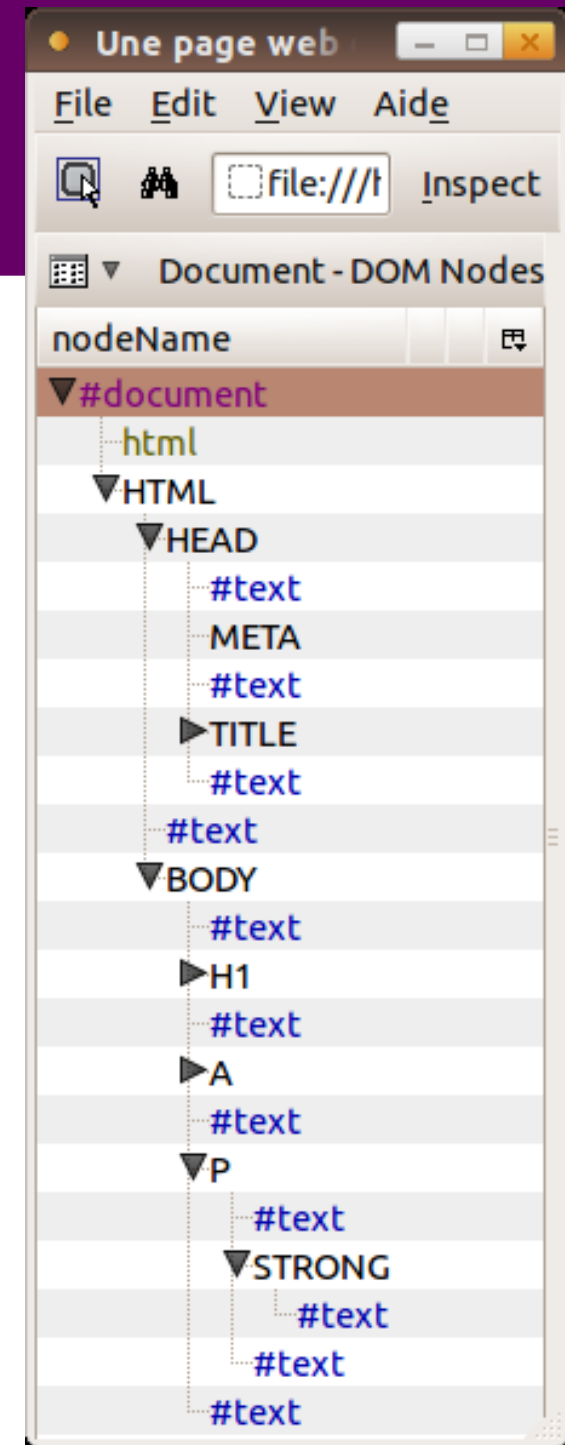 Une page web
File Edit View Aide
file:///h Inspect
Document - DOM Nodes
nodeName
#document
html
HTML
HEAD
#text
META
#text
TITLE
#text
#text
BODY
#text
H1
#text
A
#text
P
#text
STRONG
#text
#text
#text